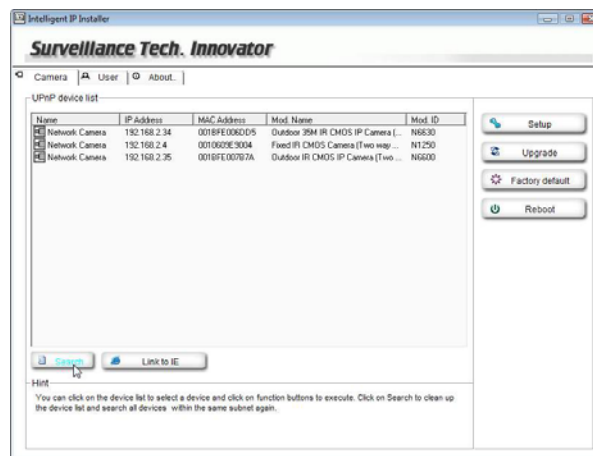 Intelligent IP Installer
Surveillance Tech. Innovator
Camera User About..
UPnP device list
Name IP Address MAC Address Mod. Name Mod. ID
Network Camera 192.168.2.34 0018FE006DD5 Outdoor 35M IR CMOS IP Camera (... N6630
Network Camera 192.168.2.4 0010609E9004 Fixed IR CMOS Camera (Two way ... N1250
Network Camera 192.168.2.35 0018FE007B7A Outdoor IR CMOS IP Camera (Two ... N6600
Setup
Upgrade
Factory default
Reboot
Search Link to IE
Hint
You can click on the device list to select a device and click on function buttons to execute. Click on Search to clean up
the device list and search all devices within the same subnet again.